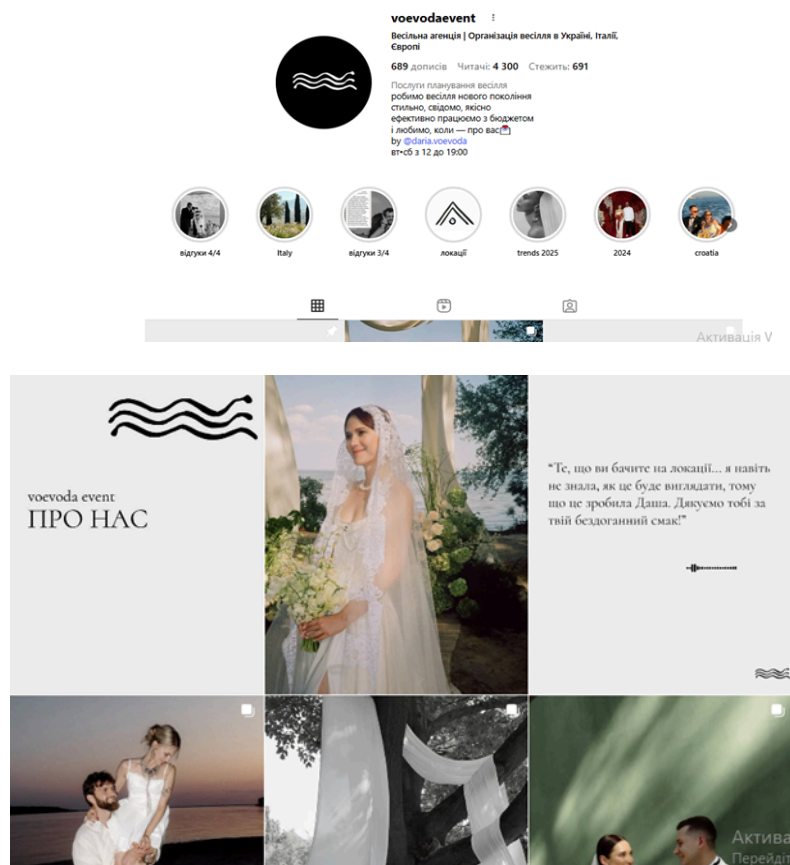 voevodaevent
Весільна агенція | Організація весілля в Україні, Італії,
Європі
689 дописів Читачі: 4 300 Стежить: 691
Послуги планування весілля
робимо весілля нового покоління
стильно, свідомо, якісно
ефективно працюємо з бюджетом
і любимо, коли — про вас
by @daria.voevoda
вт•сб з 12 до 19:00
відгуки 4/4
Italy
відгуки 3/4
локації
trends 2025
2024
croatia
Активація V
voevoda event
ПРО НАС
“Те, що ви бачите на локації... я навіть
не знала, як це буде виглядати, тому
що це зробила Даша. Дякуємо тобі за
твій бездоганний смак!”
Актива
Перейдіт